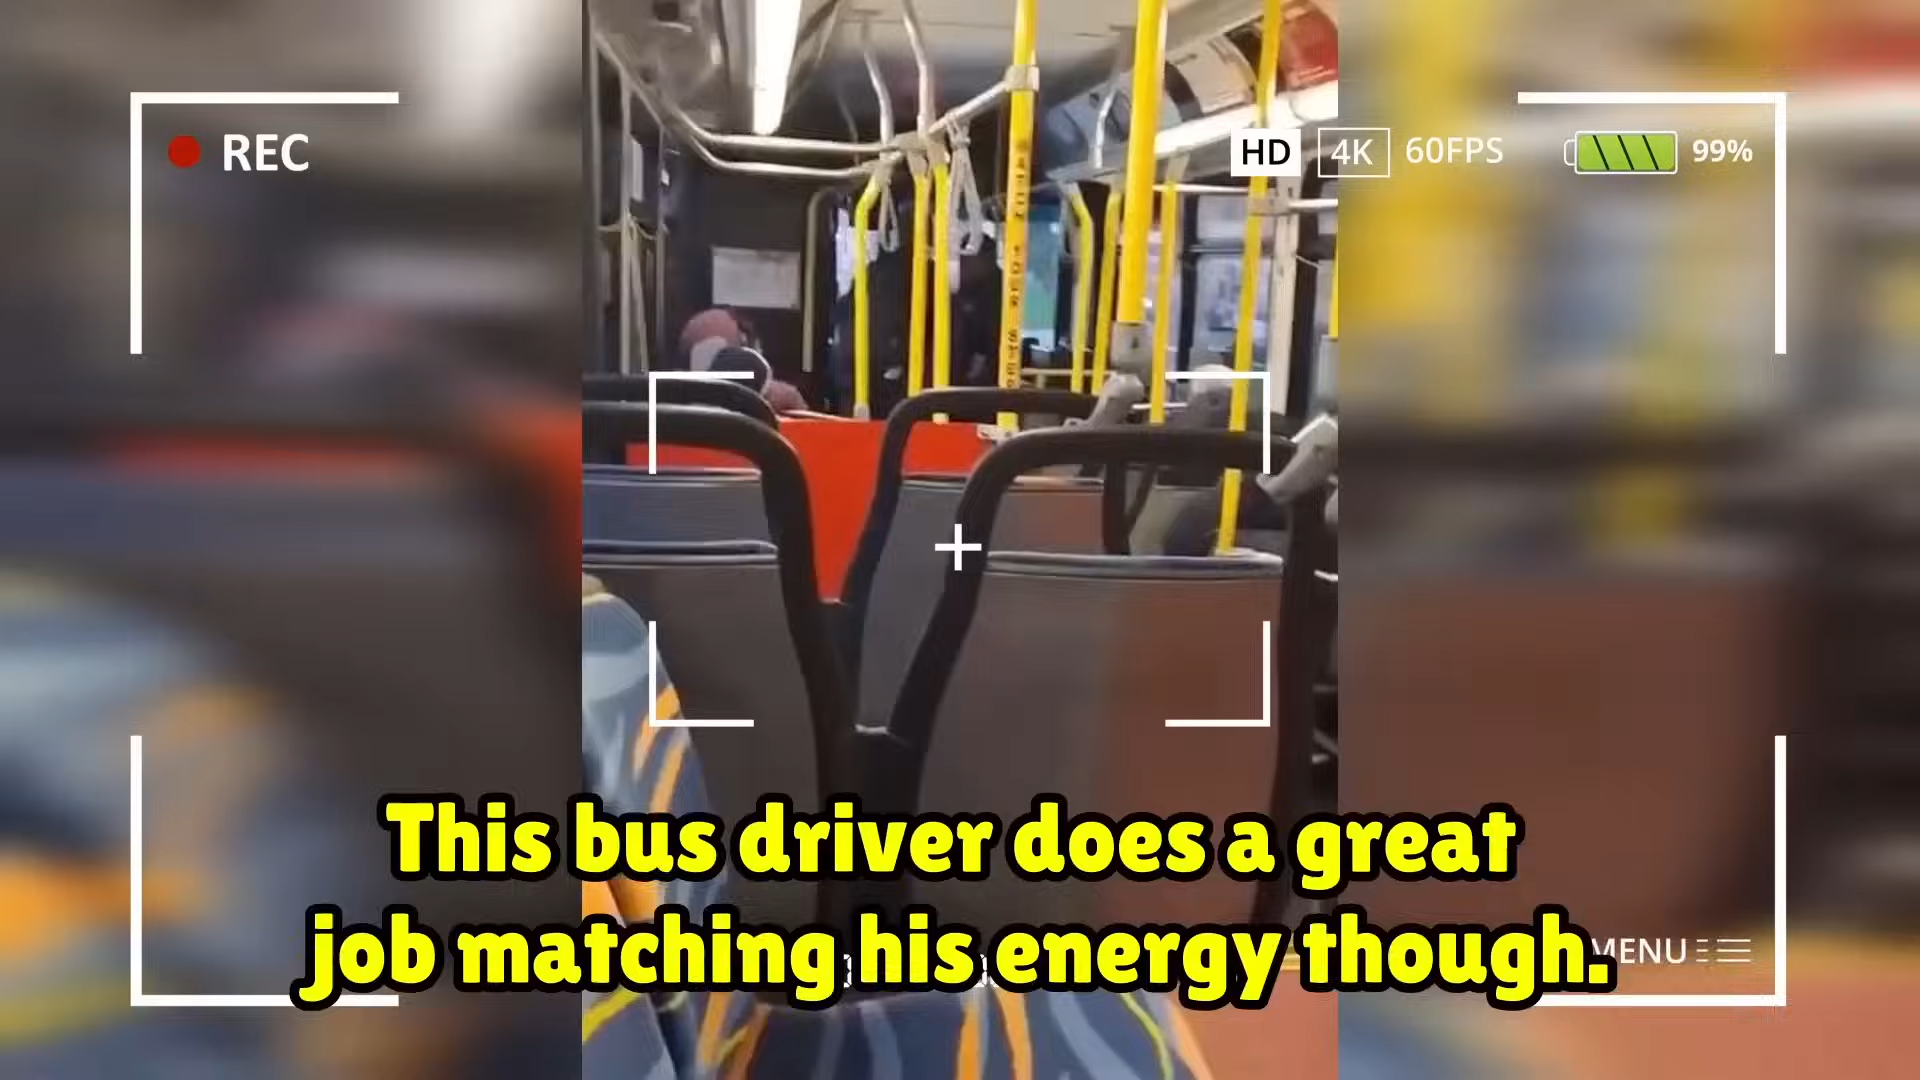 REC
HD 4K 60FPS 99%
This bus driver does a great
job matching his energy though.
MENU